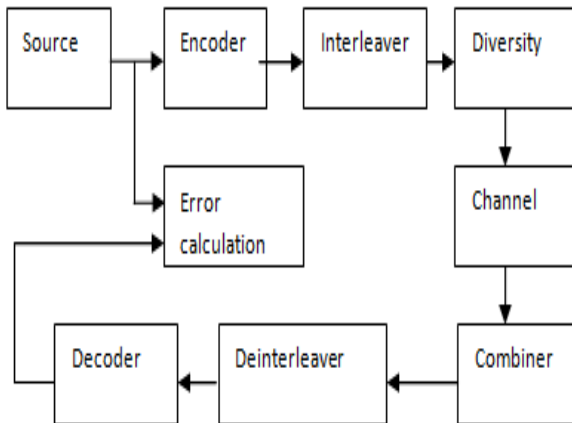 Source
Encoder
Interleaver
Diversity
Error
calculation
Channel
Decoder
Deinterleaver
Combiner